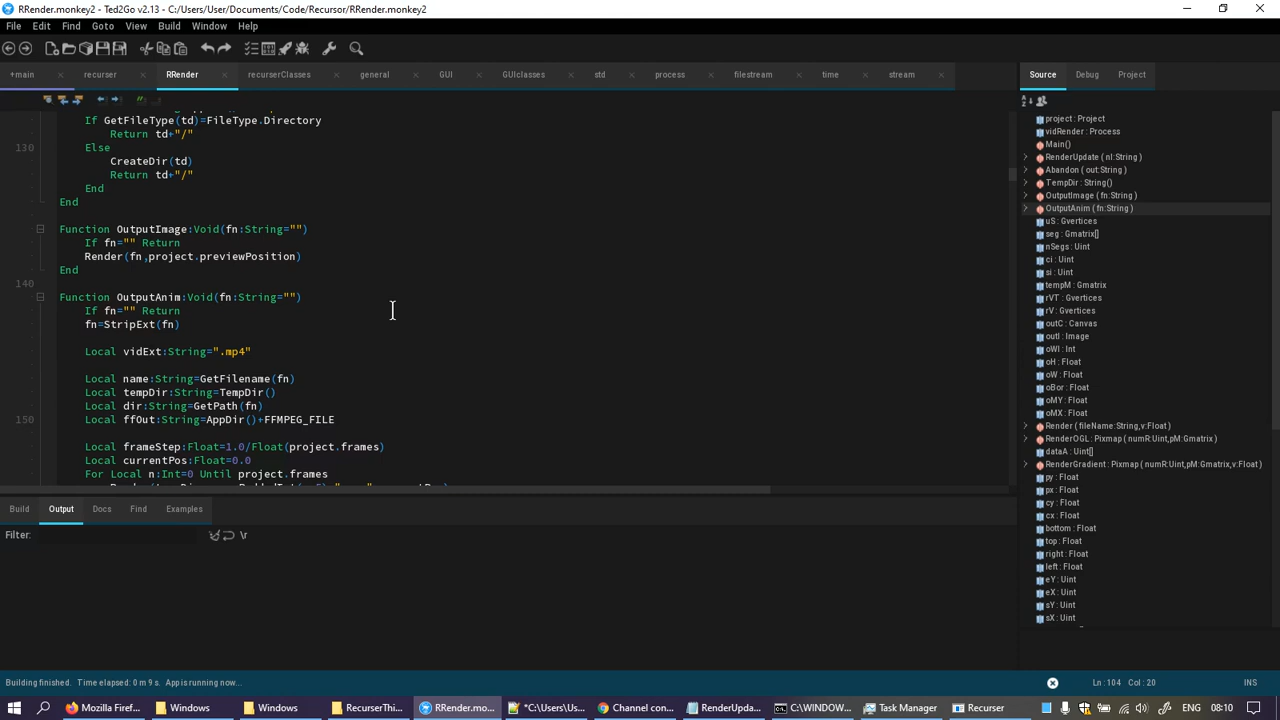 RRender.monkey2* - Ted2Go v2.13 - C:/Users/User/Documents/Code/Recursor/RRender.monkey2
File Edit Find Goto View Build Window Help
+main recurser RRender recurserClasses general GUI GUIclasses std process filestream time stream
If GetFileType(td)=FileType.Directory
Return td+"/"
130 Else
CreateDir(td)
Return td+"/"
End
End
Function OutputImage:Void(fn:String="")
If fn="" Return
Render(fn,project.previewPosition)
End
140
Function OutputAnim:Void(fn:String="")
If fn="" Return
fn=StripExt(fn)
Local vidExt:String=".mp4"
Local name:String=GetFilename(fn)
Local tempDir:String=TempDir()
Local dir:String=GetPath(fn)
150 Local ffOut:String=AppDir()+FFMPEG_FILE
Local frameStep:Float=1.0/Float(project.frames)
Local currentPos:Float=0.0
For Local n:Int=0 Until project.frames
Source Debug Project
project : Project
vidRender : Process
Main()
RenderUpdate ( nl:String )
Abandon ( out:String )
TempDir : String()
OutputImage ( fn:String )
OutputAnim ( fn:String )
uS : Gvertices
seg : Gmatrix[]
nSegs : Uint
ci : Uint
si : Uint
tempM : Gmatrix
rVT : Gvertices
rV : Gvertices
outC : Canvas
outI : Image
oWI : Int
oH : Float
oW : Float
oBor : Float
oMY : Float
oMX : Float
Render ( fileName:String,v:Float )
RenderOGL : Pixmap ( numR:Uint,pM:Gmatrix )
dataA : Uint[]
RenderGradient : Pixmap ( numR:Uint,pM:Gmatrix,v:Float )
py : Float
px : Float
cy : Float
cx : Float
bottom : Float
top : Float
right : Float
left : Float
eY : Uint
eX : Uint
sY : Uint
sX : Uint
Build Output Docs Find Examples
Filter: \r
Building finished. Time elapsed: 0 m 9 s. App is running now... Ln : 104 Col : 20 INS
Mozilla Firef... Windows Windows RecurserThi... RRender.mo... *C:\Users\Us... Channel con... RenderUpda... C:\WINDOW... Task Manager Recurser ENG 08:10